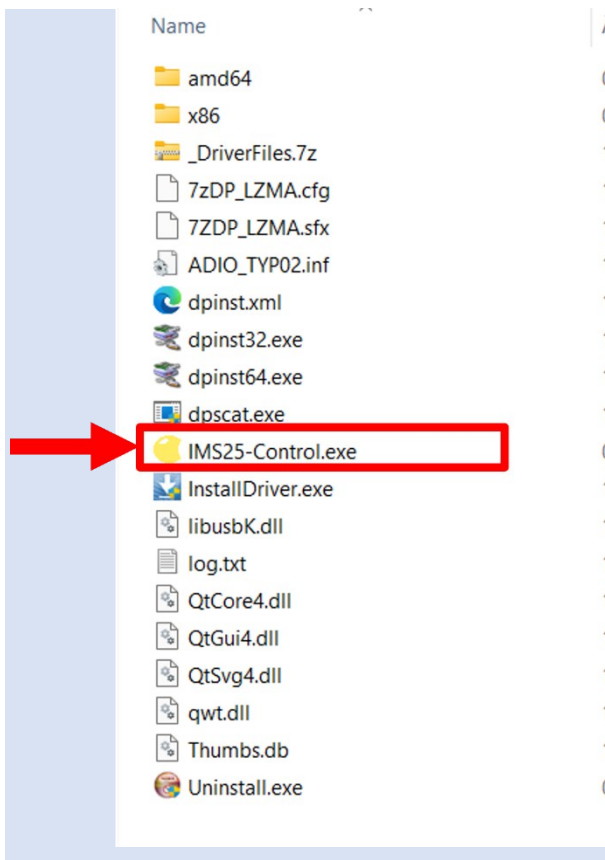 Name
amd64
x86
_DriverFiles.7z
7zDP_LZMA.cfg
7ZDP_LZMA.sfx
ADIO_TYP02.inf
dpinst.xml
dpinst32.exe
dpinst64.exe
dpscat.exe
IMS25-Control.exe
InstallDriver.exe
libusbK.dll
log.txt
QtCore4.dll
QtGui4.dll
QtSvg4.dll
qwt.dll
Thumbs.db
Uninstall.exe